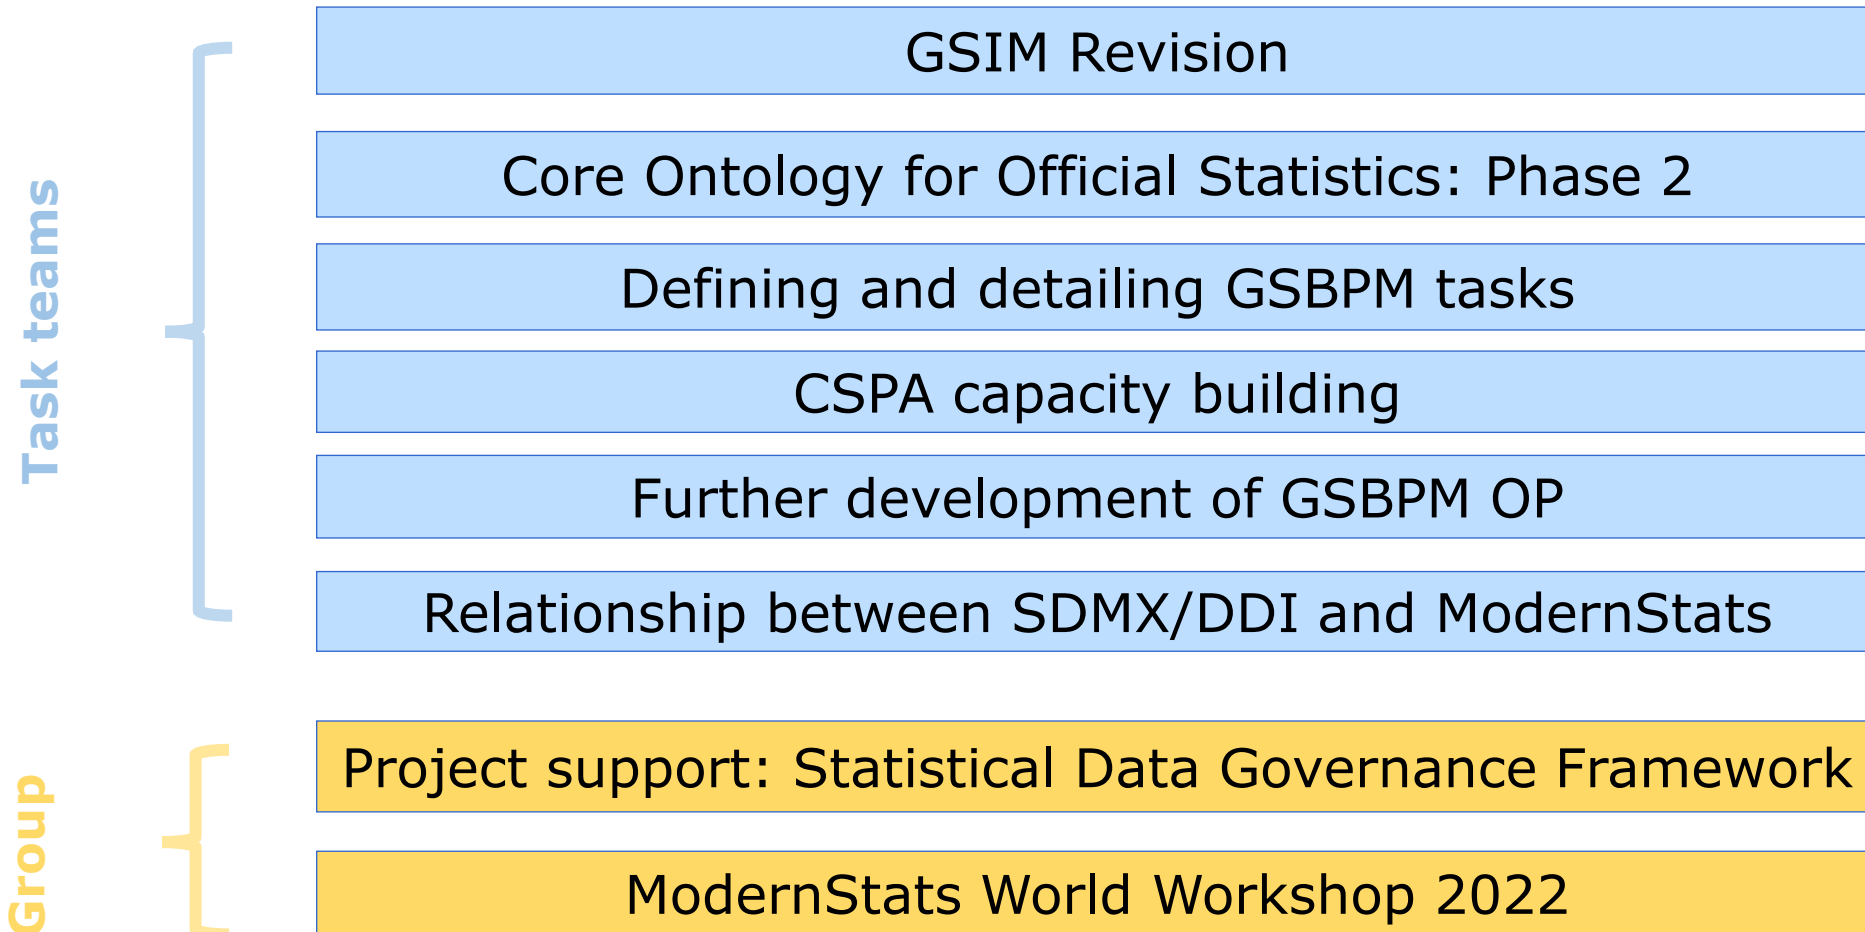 Task teams
GSIM Revision
Core Ontology for Official Statistics: Phase 2
Defining and detailing GSBPM tasks
CSPA capacity building
Further development of GSBPM OP
Relationship between SDMX/DDI and ModernStats
Group
Project support: Statistical Data Governance Framework
ModernStats World Workshop 2022